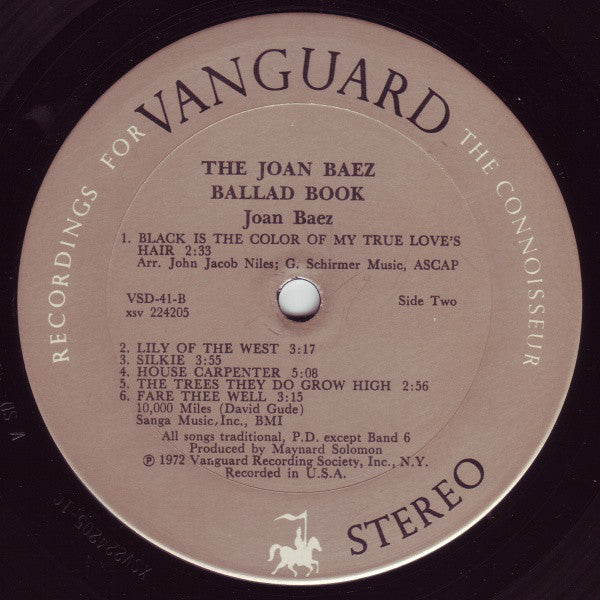 RECORDINGS FOR VANGUARD THE CONNOISSEUR
THE JOAN BAEZ
BALLAD BOOK
Joan Baez
1. BLACK IS THE COLOR OF MY TRUE LOVE'S
HAIR 2:33
Arr. John Jacob Niles; G. Schirmer Music, ASCAP
VSD-41-B Side Two
xsv 224205
2. LILY OF THE WEST 3:17
3. SILKIE 3:55
4. HOUSE CARPENTER 5:08
5. THE TREES THEY DO GROW HIGH 2:56
6. FARE THEE WELL 3:15
10,000 Miles (David Gude)
Sanga Music, Inc., BMI
All songs traditional, P.D. except Band 6
Produced by Maynard Solomon
℗ 1972 Vanguard Recording Society, Inc., N.Y.
Recorded in U.S.A.
STEREO